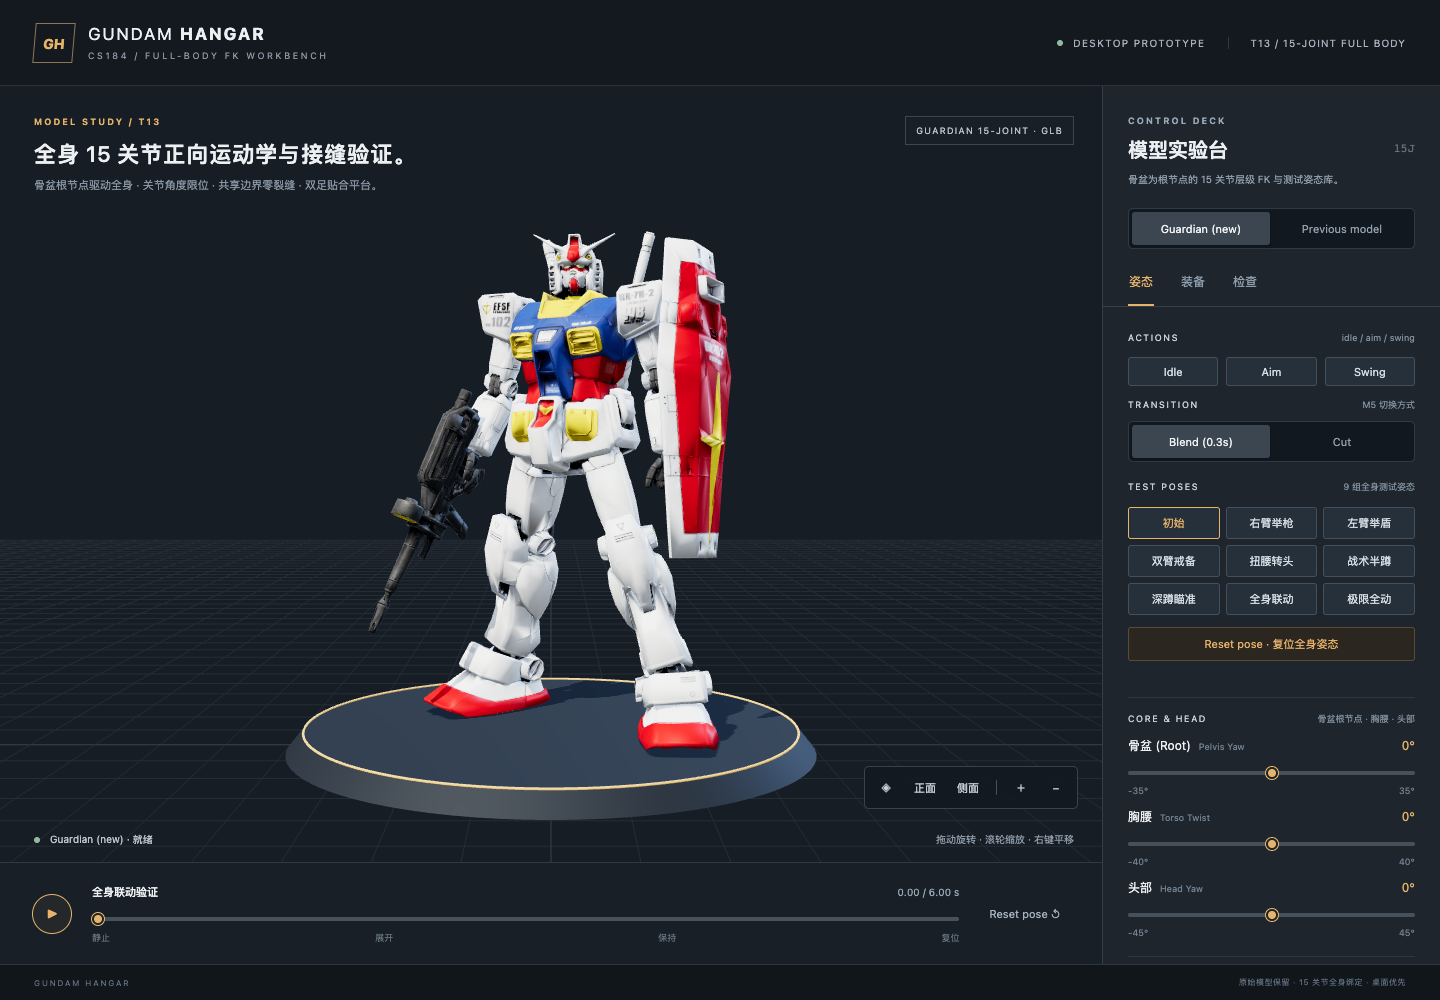 GH
GUNDAM HANGAR
CS184 / FULL-BODY FK WORKBENCH
DESKTOP PROTOTYPE
T13 / 15-JOINT FULL BODY
MODEL STUDY / T13
全身 15 关节正向运动学与接缝验证。
骨盆根节点驱动全身 · 关节角度限位 · 共享边界零裂缝 · 双足贴合平台。
GUARDIAN 15-JOINT · GLB
EFSF
102
正面 侧面 + −
Guardian (new) · 就绪
拖动旋转 · 滚轮缩放 · 右键平移
全身联动验证
0.00 / 6.00 s
静止 展开 保持 复位
Reset pose
CONTROL DECK
模型实验台
15J
骨盆为根节点的 15 关节层级 FK 与测试姿态库。
Guardian (new) Previous model
姿态 装备 检查
ACTIONS idle / aim / swing
Idle Aim Swing
TRANSITION M5 切换方式
Blend (0.3s) Cut
TEST POSES 9 组全身测试姿态
初始 右臂举枪 左臂举盾
双臂戒备 扭腰转头 战术半蹲
深蹲瞄准 全身联动 极限全动
Reset pose · 复位全身姿态
CORE & HEAD 骨盆根节点 · 胸腰 · 头部
骨盆 (Root) Pelvis Yaw 0°
-35° 35°
胸腰 Torso Twist 0°
-40° 40°
头部 Head Yaw 0°
-45° 45°
GUNDAM HANGAR
原始模型保留 · 15 关节全身绑定 · 桌面优先